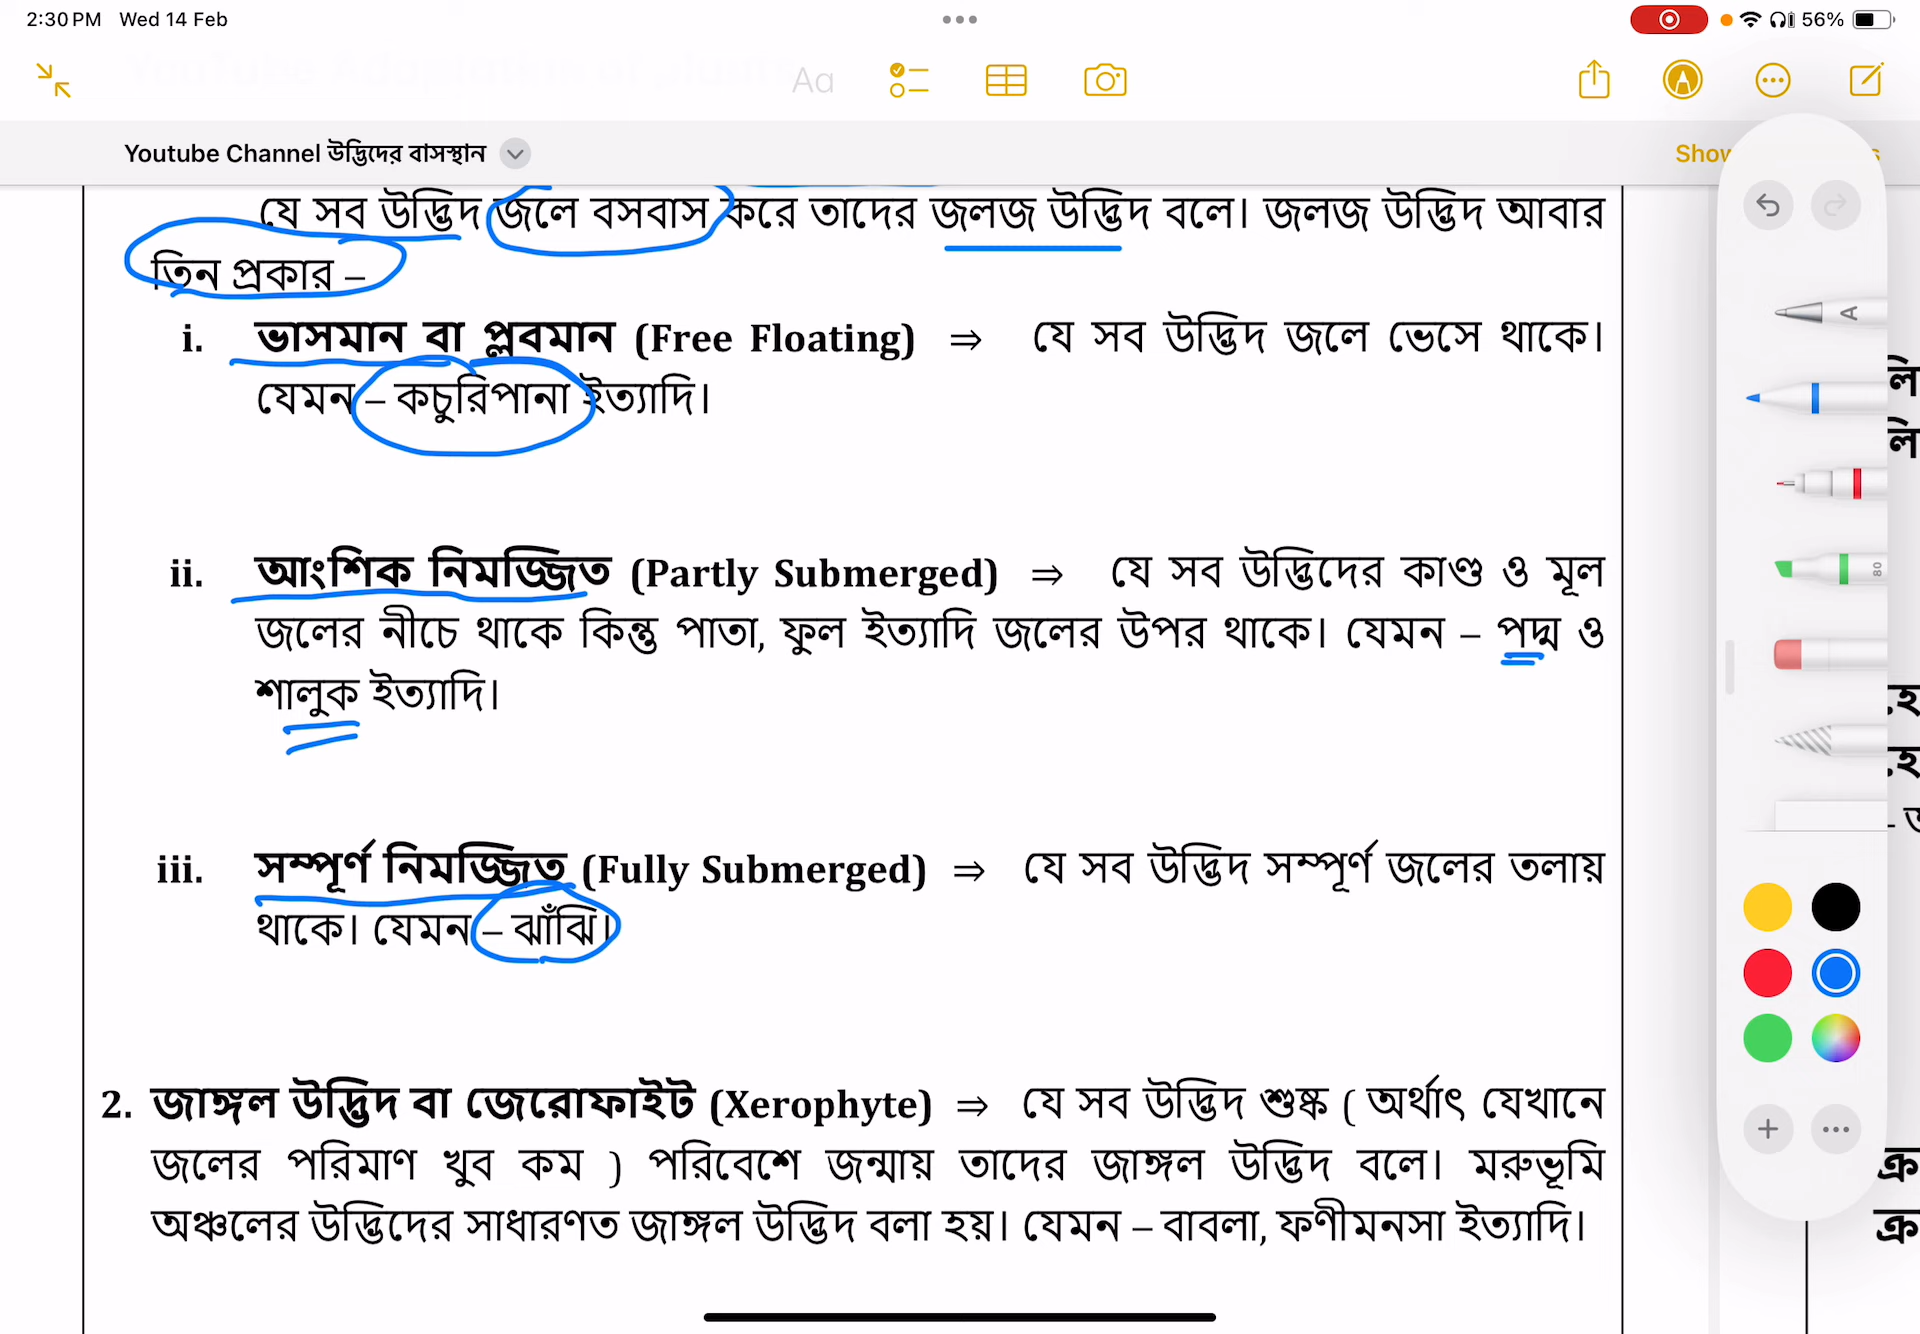 2:30 PM Wed 14 Feb
56%
Aa
Youtube Channel উদ্ভিদের বাসস্থান
Show
যে সব উদ্ভিদ জলে বসবাস করে তাদের জলজ উদ্ভিদ বলে। জলজ উদ্ভিদ আবার
তিন প্রকার –
i. ভাসমান বা প্লবমান (Free Floating) ⇒ যে সব উদ্ভিদ জলে ভেসে থাকে।
যেমন – কচুরিপানা ইত্যাদি।
ii. আংশিক নিমজ্জিত (Partly Submerged) ⇒ যে সব উদ্ভিদের কাণ্ড ও মূল
জলের নীচে থাকে কিন্তু পাতা, ফুল ইত্যাদি জলের উপর থাকে। যেমন – পদ্ম ও
শালুক ইত্যাদি।
iii. সম্পূর্ণ নিমজ্জিত (Fully Submerged) ⇒ যে সব উদ্ভিদ সম্পূর্ণ জলের তলায়
থাকে। যেমন – ঝাঁঝি।
2. জাঙ্গল উদ্ভিদ বা জেরোফাইট (Xerophyte) ⇒ যে সব উদ্ভিদ শুষ্ক ( অর্থাৎ যেখানে
জলের পরিমাণ খুব কম ) পরিবেশে জন্মায় তাদের জাঙ্গল উদ্ভিদ বলে। মরুভূমি
অঞ্চলের উদ্ভিদের সাধারণত জাঙ্গল উদ্ভিদ বলা হয়। যেমন – বাবলা, ফণীমনসা ইত্যাদি।
A
80